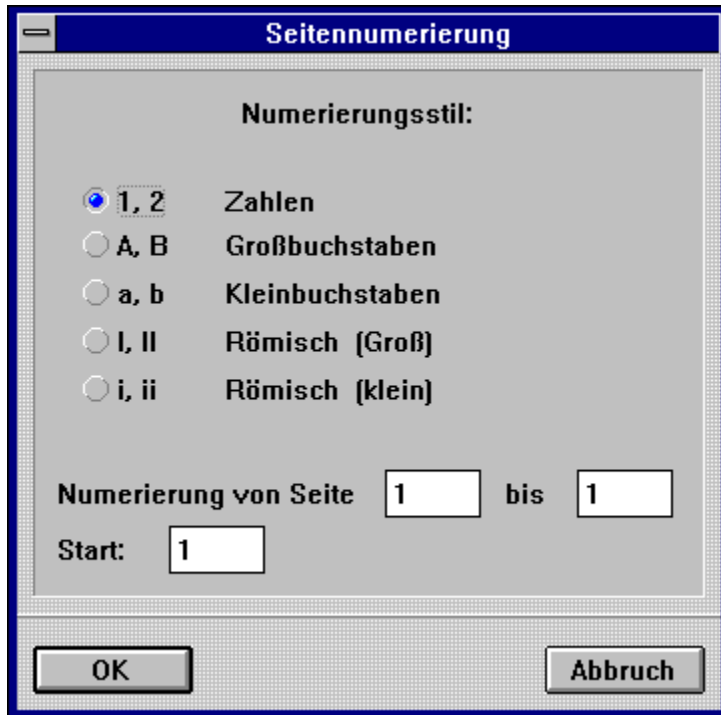 Seitennumerierung
Numerierungsstil:
1, 2 Zahlen
A, B Großbuchstaben
a, b Kleinbuchstaben
I, II Römisch (Groß)
i, ii Römisch (klein)
Numerierung von Seite 1 bis 1
Start: 1
OK Abbruch